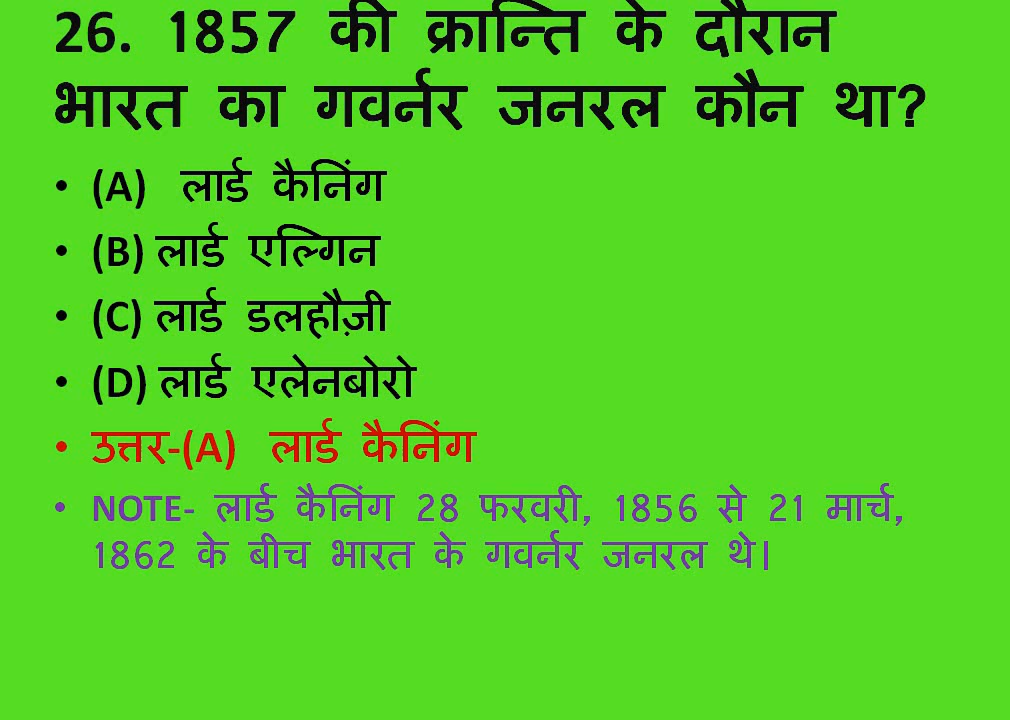 26. 1857 की क्रान्ति के दौरान
भारत का गवर्नर जनरल कौन था?
• (A) लार्ड कैनिंग
• (B) लार्ड एल्गिन
• (C) लार्ड डलहौज़ी
• (D) लार्ड एलेनबोरो
• उत्तर-(A) लार्ड कैनिंग
• NOTE- लार्ड कैनिंग 28 फरवरी, 1856 से 21 मार्च,
1862 के बीच भारत के गवर्नर जनरल थे।